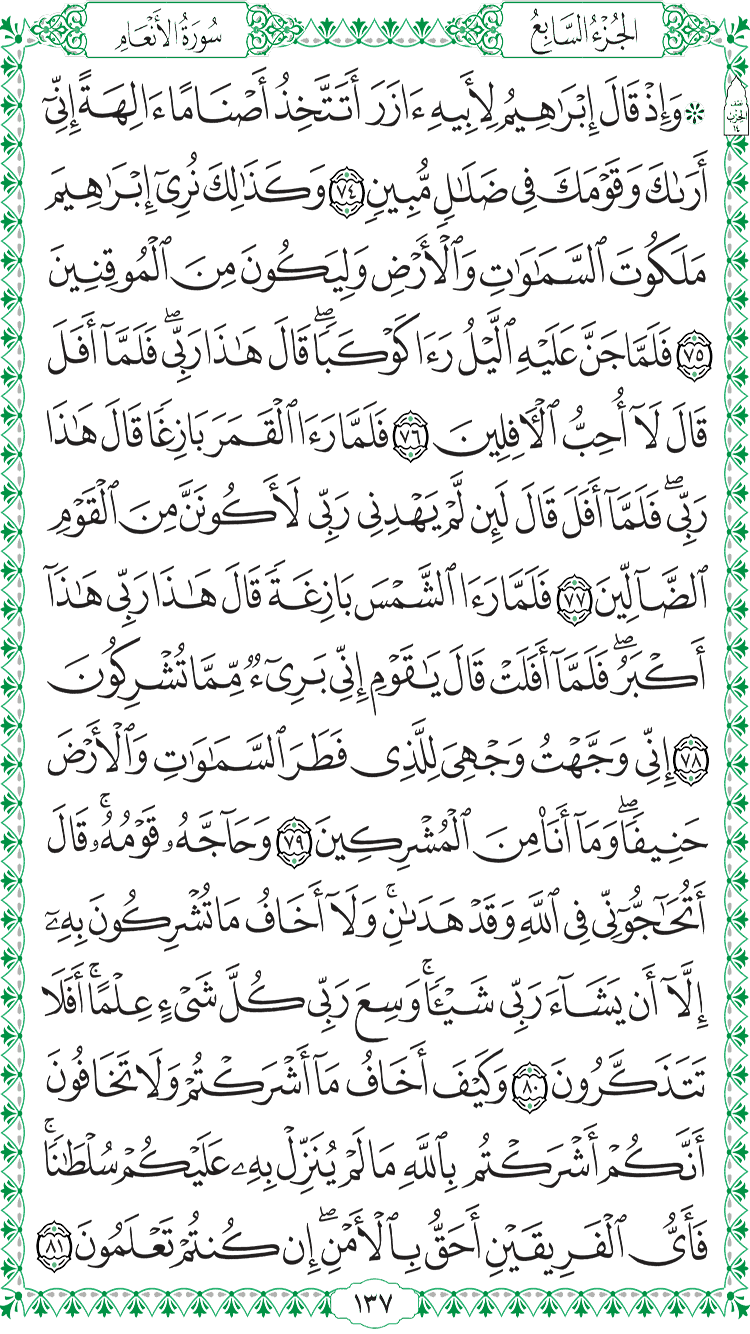 الجُزْءُ السَّابِعُ
سُورَةُ الأَنْعَام
نصف
الحزب
١٤
۞ وَإِذْ قَالَ إِبْرَٰهِيمُ لِأَبِيهِ ءَازَرَ أَتَتَّخِذُ أَصْنَامًا ءَالِهَةً إِنِّىٓ
أَرَىٰكَ وَقَوْمَكَ فِى ضَلَٰلٍ مُّبِينٍ ٧٤ وَكَذَٰلِكَ نُرِىٓ إِبْرَٰهِيمَ
مَلَكُوتَ ٱلسَّمَٰوَٰتِ وَٱلْأَرْضِ وَلِيَكُونَ مِنَ ٱلْمُوقِنِينَ
٧٥ فَلَمَّا جَنَّ عَلَيْهِ ٱلَّيْلُ رَءَا كَوْكَبًا ۖ قَالَ هَٰذَا رَبِّى ۖ فَلَمَّآ أَفَلَ
قَالَ لَآ أُحِبُّ ٱلْءَافِلِينَ ٧٦ فَلَمَّا رَءَا ٱلْقَمَرَ بَازِغًا قَالَ هَٰذَا
رَبِّى ۖ فَلَمَّآ أَفَلَ قَالَ لَئِن لَّمْ يَهْدِنِى رَبِّى لَأَكُونَنَّ مِنَ ٱلْقَوْمِ
ٱلضَّآلِّينَ ٧٧ فَلَمَّا رَءَا ٱلشَّمْسَ بَازِغَةً قَالَ هَٰذَا رَبِّى هَٰذَآ
أَكْبَرُ ۖ فَلَمَّآ أَفَلَتْ قَالَ يَٰقَوْمِ إِنِّى بَرِىٓءٌ مِّمَّا تُشْرِكُونَ
٧٨ إِنِّى وَجَّهْتُ وَجْهِىَ لِلَّذِى فَطَرَ ٱلسَّمَٰوَٰتِ وَٱلْأَرْضَ
حَنِيفًا ۖ وَمَآ أَنَا۠ مِنَ ٱلْمُشْرِكِينَ ٧٩ وَحَآجَّهُۥ قَوْمُهُۥ ۚ قَالَ
أَتُحَٰٓجُّوٓنِّى فِى ٱللَّهِ وَقَدْ هَدَىٰنِ ۚ وَلَآ أَخَافُ مَا تُشْرِكُونَ بِهِۦٓ
إِلَّآ أَن يَشَآءَ رَبِّى شَيْـًٔا ۗ وَسِعَ رَبِّى كُلَّ شَىْءٍ عِلْمًا ۗ أَفَلَا
تَتَذَكَّرُونَ ٨٠ وَكَيْفَ أَخَافُ مَآ أَشْرَكْتُمْ وَلَا تَخَافُونَ
أَنَّكُمْ أَشْرَكْتُم بِٱللَّهِ مَا لَمْ يُنَزِّلْ بِهِۦ عَلَيْكُمْ سُلْطَٰنًا ۚ
فَأَىُّ ٱلْفَرِيقَيْنِ أَحَقُّ بِٱلْأَمْنِ ۖ إِن كُنتُمْ تَعْلَمُونَ ٨١
١٣٧